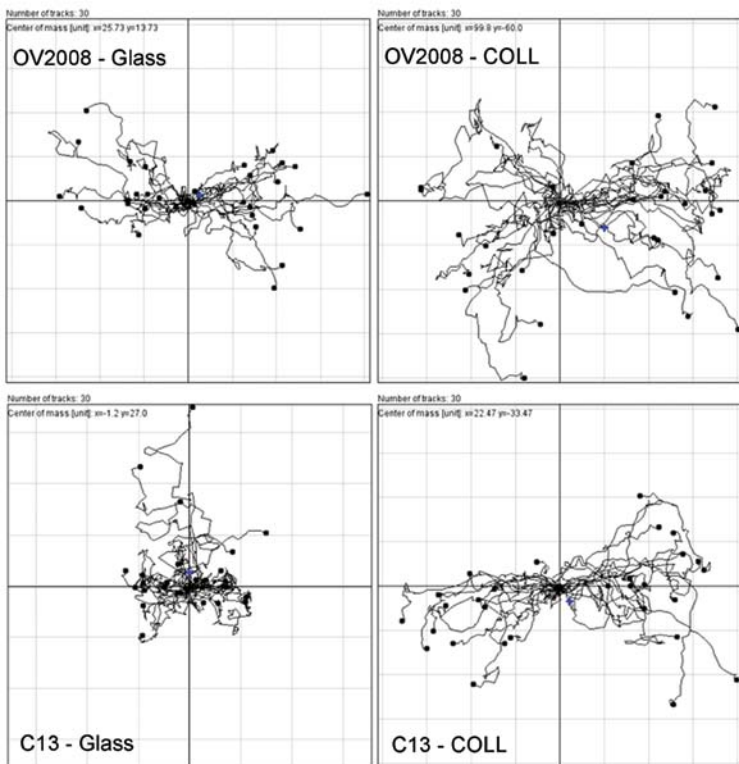 Number of tracks: 30
Center of mass [unit]: x=25.73 y=13.73
OV2008 - Glass
Number of tracks: 30
Center of mass [unit]: x=99.8 y=-60.0
OV2008 - COLL
Number of tracks: 30
Center of mass [unit]: x=-1.2 y=27.0
C13 - Glass
Number of tracks: 30
Center of mass [unit]: x=22.47 y=-33.47
C13 - COLL